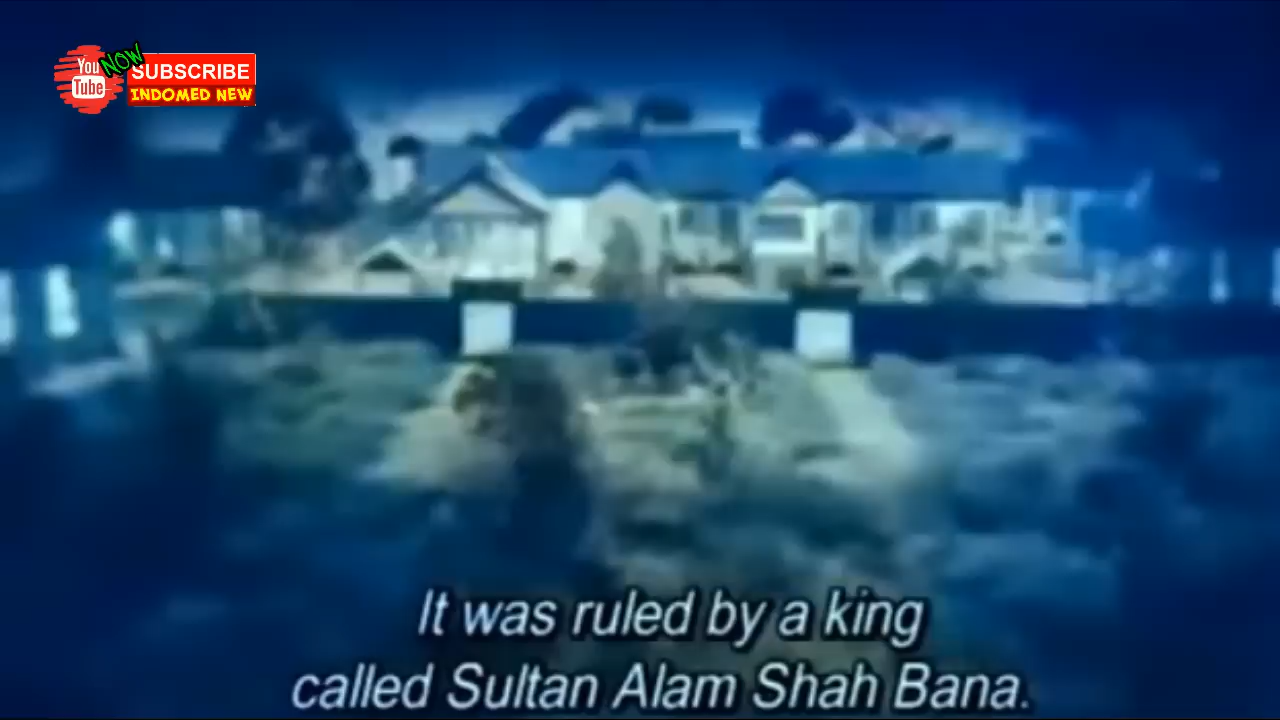 You
Tube
NOW
SUBSCRIBE
INDOMED NEW
It was ruled by a king
called Sultan Alam Shah Bana.